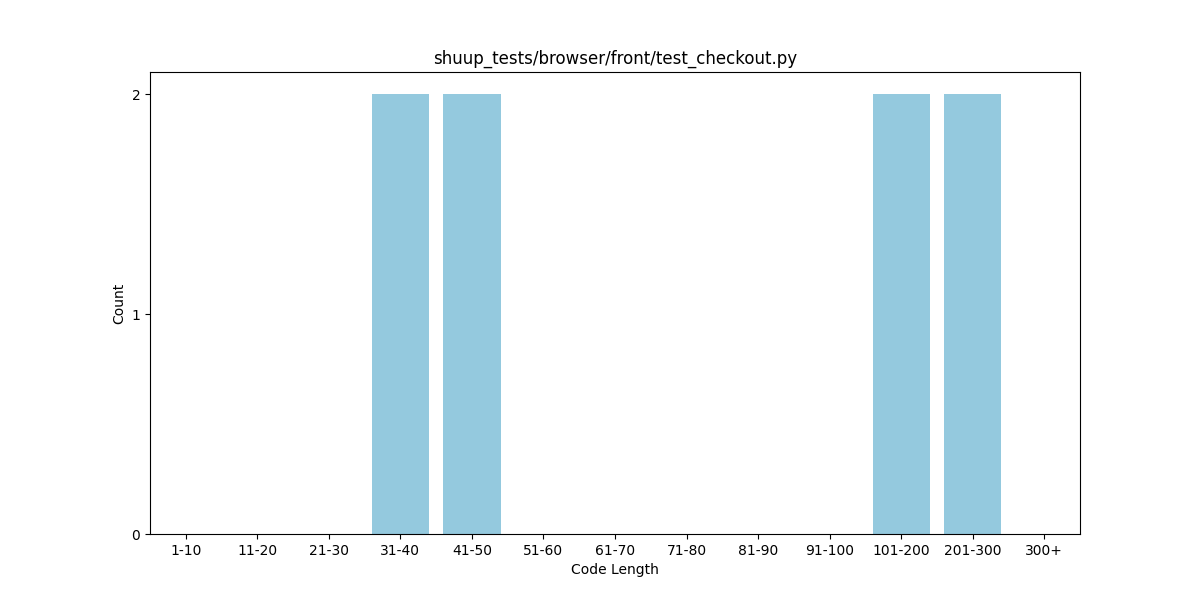 shuup_tests/browser/front/test_checkout.py
Count
2
1
0
1-10 11-20 21-30 31-40 41-50 51-60 61-70 71-80 81-90 91-100 101-200 201-300 300+
Code Length